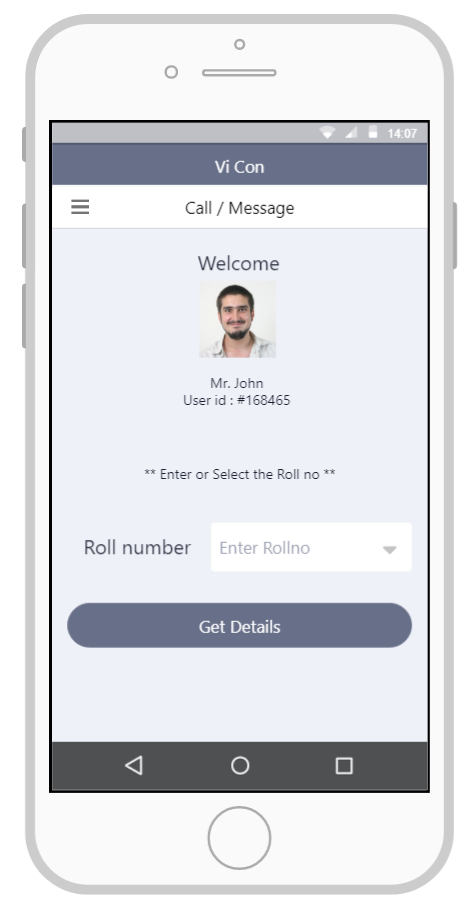 14:07
Vi Con
Call / Message
Welcome
Mr. John
User id : #168465
** Enter or Select the Roll no **
Roll number
Enter Rollno
Get Details